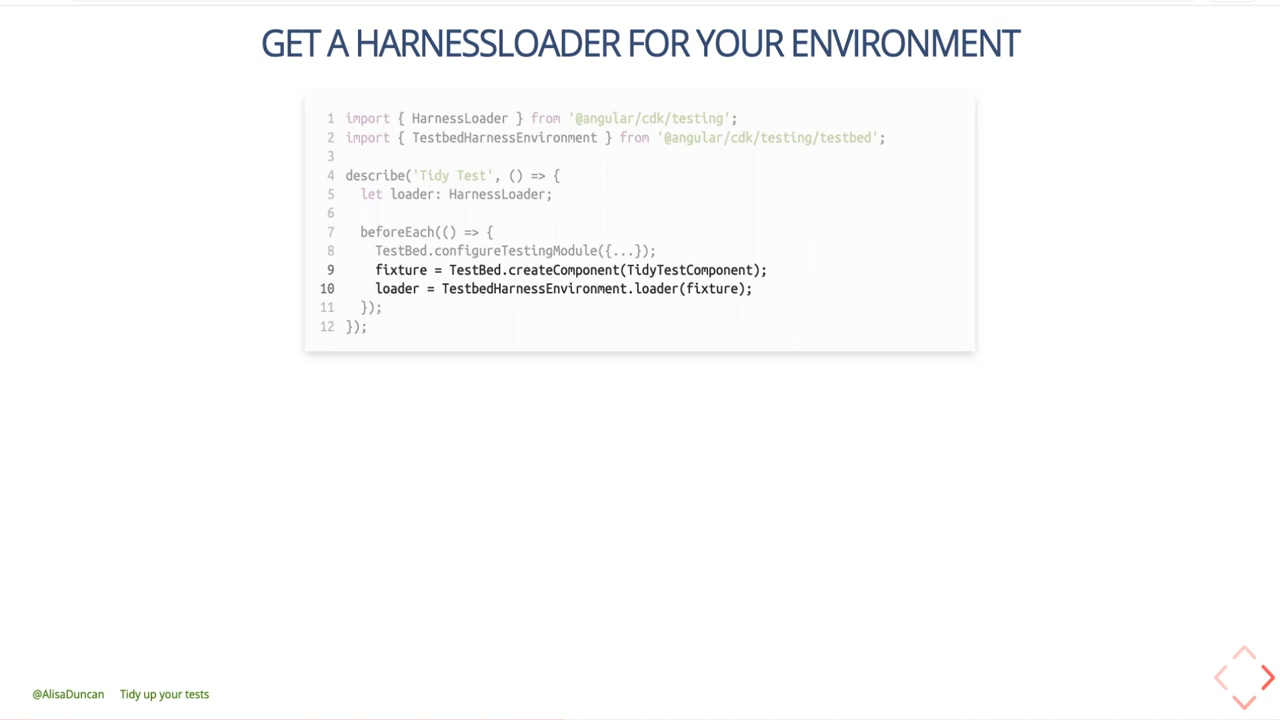 GET A HARNESSLOADER FOR YOUR ENVIRONMENT
1 import { HarnessLoader } from '@angular/cdk/testing';
2 import { TestbedHarnessEnvironment } from '@angular/cdk/testing/testbed';
3
4 describe('Tidy Test', () => {
5   let loader: HarnessLoader;
6
7   beforeEach(() => {
8     TestBed.configureTestingModule({...});
9     fixture = TestBed.createComponent(TidyTestComponent);
10     loader = TestbedHarnessEnvironment.loader(fixture);
11   });
12 });
@AlisaDuncan Tidy up your tests